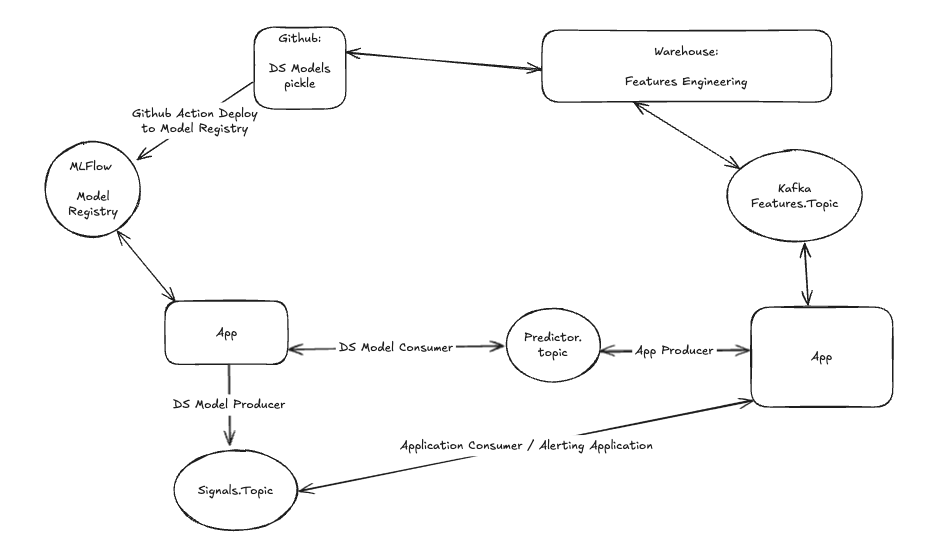 Github:
DS Models
pickle
Warehouse:
Features Engineering
Github Action Deploy
to Model Registry
MLFlow
Model
Registry
Kafka
Features.Topic
App
DS Model Consumer
Predictor.
topic
App Producer
App
DS Model Producer
Application Consumer / Alerting Application
Signals.Topic